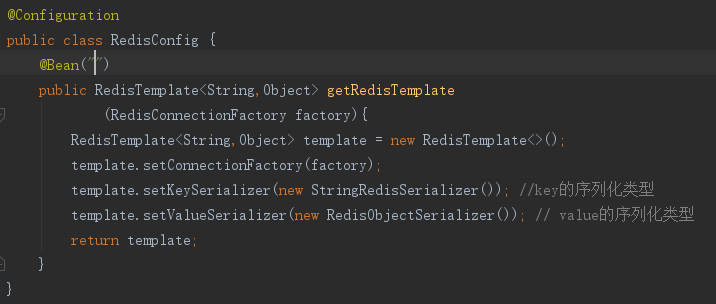 @Configuration
public class RedisConfig {
@Bean("")
public RedisTemplate<String,Object> getRedisTemplate
(RedisConnectionFactory factory){
RedisTemplate<String,Object> template = new RedisTemplate<>();
template.setConnectionFactory(factory);
template.setKeySerializer(new StringRedisSerializer()); //key的序列化类型
template.setValueSerializer(new RedisObjectSerializer()); // value的序列化类型
return template;
}
}